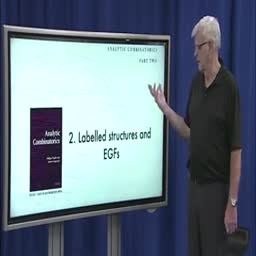 ANALYTIC COMBINATORICS
PART TWO
Analytic
Combinatorics
2. Labelled structures and
EGFs